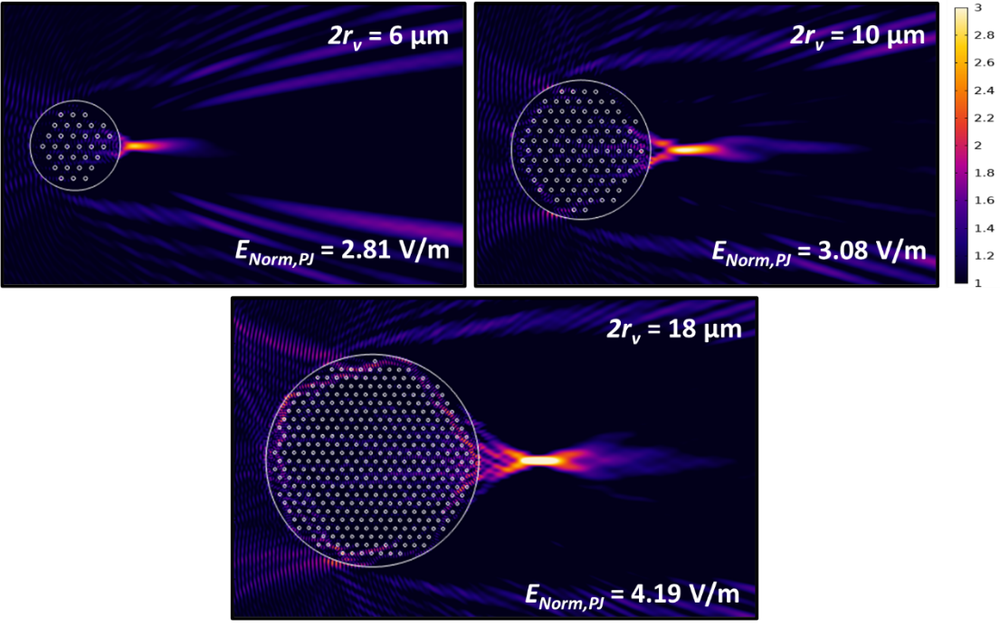 2r_v = 6 µm
E_Norm,PJ = 2.81 V/m
2r_v = 10 µm
E_Norm,PJ = 3.08 V/m
3
2.8
2.6
2.4
2.2
2
1.8
1.6
1.4
1.2
1
2r_v = 18 µm
E_Norm,PJ = 4.19 V/m